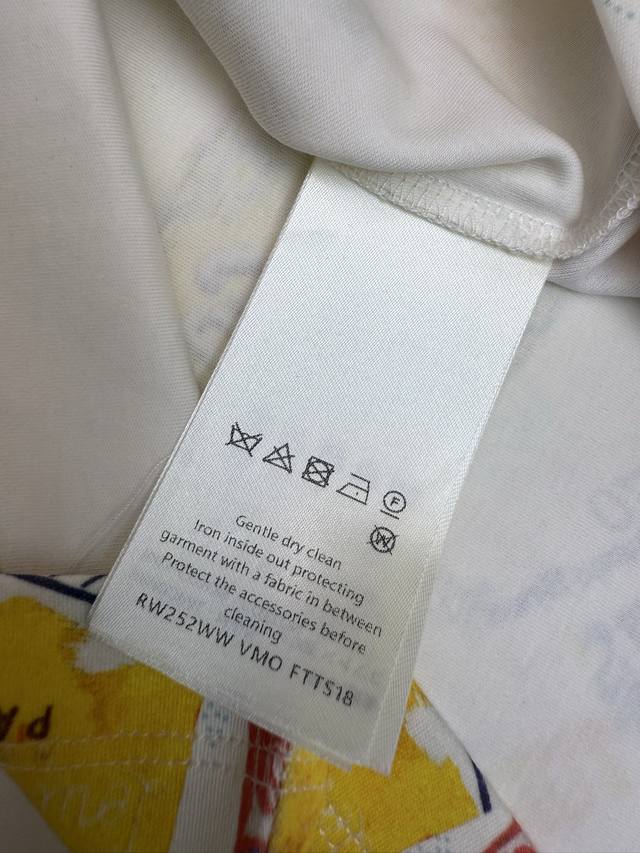 F
W
Gentle dry clean
Iron inside out protecting
garment with a fabric in between
Protect the accessories before
cleaning
RW252WW VMO FTTS18
PA